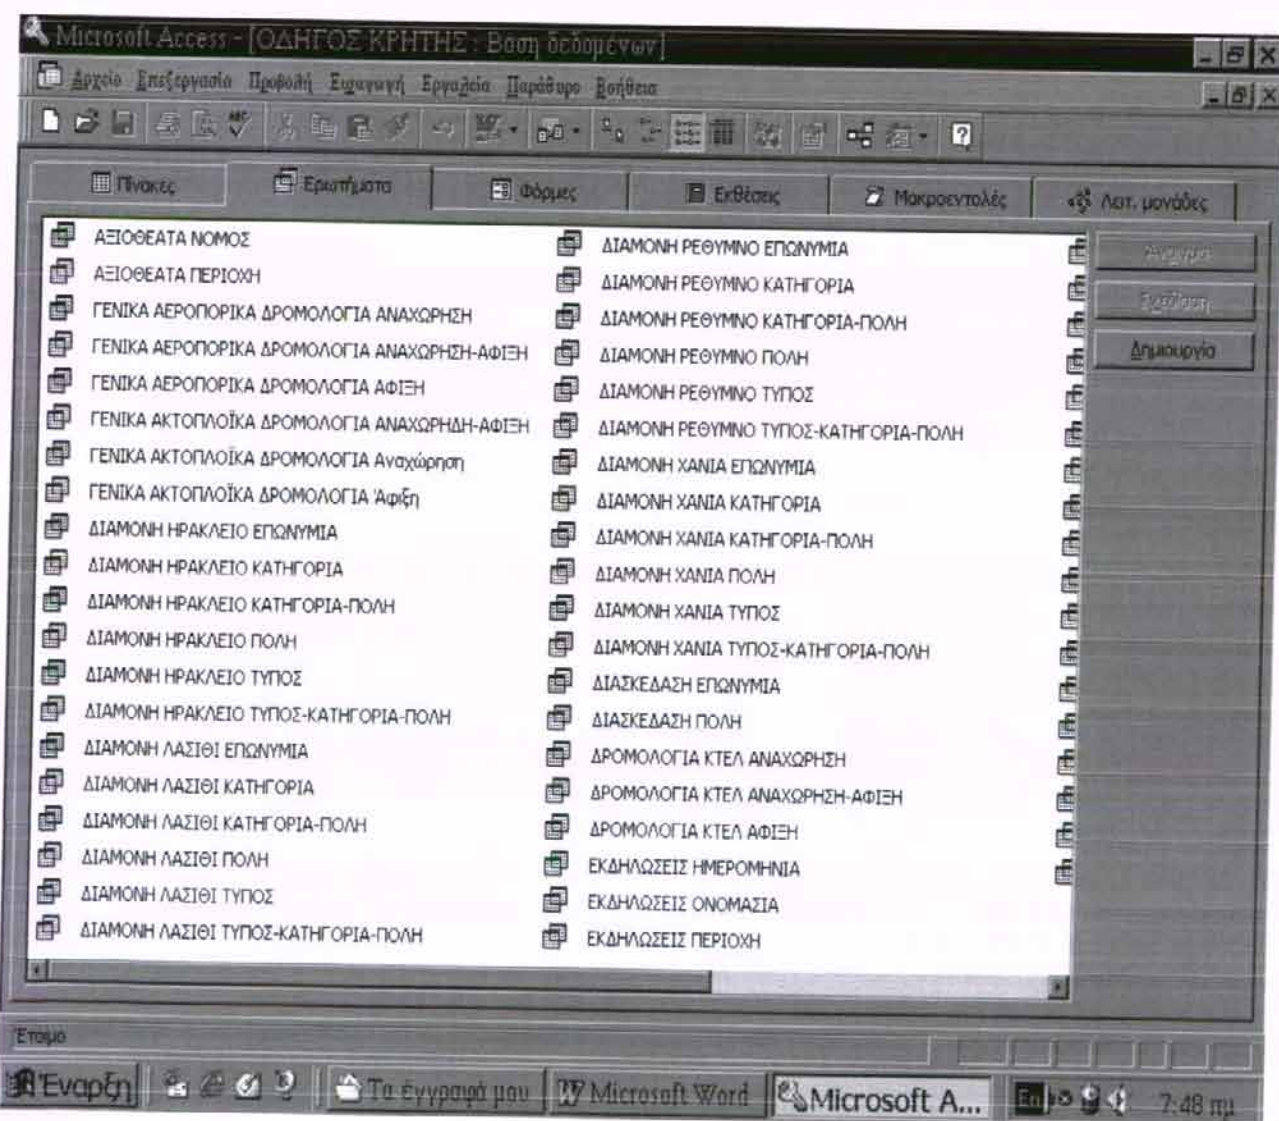 Microsoft Access - [ΟΔΗΓΟΣ ΚΡΗΤΗΣ : Βαση δεδομένων]
Αρχείο Επεξεργασία Προβολή Εισαγωγή Εργαλεία Παράθυρο Βοήθεια
Πίνακες Ερωτήματα Φόρμες Εκθέσεις Μακροεντολές Λειτ. μονάδες
ΑΞΙΟΘΕΑΤΑ ΝΟΜΟΣ
ΑΞΙΟΘΕΑΤΑ ΠΕΡΙΟΧΗ
ΓΕΝΙΚΑ ΑΕΡΟΠΟΡΙΚΑ ΔΡΟΜΟΛΟΓΙΑ ΑΝΑΧΩΡΗΣΗ
ΓΕΝΙΚΑ ΑΕΡΟΠΟΡΙΚΑ ΔΡΟΜΟΛΟΓΙΑ ΑΝΑΧΩΡΗΣΗ-ΑΦΙΞΗ
ΓΕΝΙΚΑ ΑΕΡΟΠΟΡΙΚΑ ΔΡΟΜΟΛΟΓΙΑ ΑΦΙΞΗ
ΓΕΝΙΚΑ ΑΚΤΟΠΛΟΪΚΑ ΔΡΟΜΟΛΟΓΙΑ ΑΝΑΧΩΡΗΔΗ-ΑΦΙΞΗ
ΓΕΝΙΚΑ ΑΚΤΟΠΛΟΪΚΑ ΔΡΟΜΟΛΟΓΙΑ Αναχώρηση
ΓΕΝΙΚΑ ΑΚΤΟΠΛΟΪΚΑ ΔΡΟΜΟΛΟΓΙΑ Άφιξη
ΔΙΑΜΟΝΗ ΗΡΑΚΛΕΙΟ ΕΠΩΝΥΜΙΑ
ΔΙΑΜΟΝΗ ΗΡΑΚΛΕΙΟ ΚΑΤΗΓΟΡΙΑ
ΔΙΑΜΟΝΗ ΗΡΑΚΛΕΙΟ ΚΑΤΗΓΟΡΙΑ-ΠΟΛΗ
ΔΙΑΜΟΝΗ ΗΡΑΚΛΕΙΟ ΠΟΛΗ
ΔΙΑΜΟΝΗ ΗΡΑΚΛΕΙΟ ΤΥΠΟΣ
ΔΙΑΜΟΝΗ ΗΡΑΚΛΕΙΟ ΤΥΠΟΣ-ΚΑΤΗΓΟΡΙΑ-ΠΟΛΗ
ΔΙΑΜΟΝΗ ΛΑΣΙΘΙ ΕΠΩΝΥΜΙΑ
ΔΙΑΜΟΝΗ ΛΑΣΙΘΙ ΚΑΤΗΓΟΡΙΑ
ΔΙΑΜΟΝΗ ΛΑΣΙΘΙ ΚΑΤΗΓΟΡΙΑ-ΠΟΛΗ
ΔΙΑΜΟΝΗ ΛΑΣΙΘΙ ΠΟΛΗ
ΔΙΑΜΟΝΗ ΛΑΣΙΘΙ ΤΥΠΟΣ
ΔΙΑΜΟΝΗ ΛΑΣΙΘΙ ΤΥΠΟΣ-ΚΑΤΗΓΟΡΙΑ-ΠΟΛΗ
ΔΙΑΜΟΝΗ ΡΕΘΥΜΝΟ ΕΠΩΝΥΜΙΑ
ΔΙΑΜΟΝΗ ΡΕΘΥΜΝΟ ΚΑΤΗΓΟΡΙΑ
ΔΙΑΜΟΝΗ ΡΕΘΥΜΝΟ ΚΑΤΗΓΟΡΙΑ-ΠΟΛΗ
ΔΙΑΜΟΝΗ ΡΕΘΥΜΝΟ ΠΟΛΗ
ΔΙΑΜΟΝΗ ΡΕΘΥΜΝΟ ΤΥΠΟΣ
ΔΙΑΜΟΝΗ ΡΕΘΥΜΝΟ ΤΥΠΟΣ-ΚΑΤΗΓΟΡΙΑ-ΠΟΛΗ
ΔΙΑΜΟΝΗ ΧΑΝΙΑ ΕΠΩΝΥΜΙΑ
ΔΙΑΜΟΝΗ ΧΑΝΙΑ ΚΑΤΗΓΟΡΙΑ
ΔΙΑΜΟΝΗ ΧΑΝΙΑ ΚΑΤΗΓΟΡΙΑ-ΠΟΛΗ
ΔΙΑΜΟΝΗ ΧΑΝΙΑ ΠΟΛΗ
ΔΙΑΜΟΝΗ ΧΑΝΙΑ ΤΥΠΟΣ
ΔΙΑΜΟΝΗ ΧΑΝΙΑ ΤΥΠΟΣ-ΚΑΤΗΓΟΡΙΑ-ΠΟΛΗ
ΔΙΑΣΚΕΔΑΣΗ ΕΠΩΝΥΜΙΑ
ΔΙΑΣΚΕΔΑΣΗ ΠΟΛΗ
ΔΡΟΜΟΛΟΓΙΑ ΚΤΕΛ ΑΝΑΧΩΡΗΣΗ
ΔΡΟΜΟΛΟΓΙΑ ΚΤΕΛ ΑΝΑΧΩΡΗΣΗ-ΑΦΙΞΗ
ΔΡΟΜΟΛΟΓΙΑ ΚΤΕΛ ΑΦΙΞΗ
ΕΚΔΗΛΩΣΕΙΣ ΗΜΕΡΟΜΗΝΙΑ
ΕΚΔΗΛΩΣΕΙΣ ΟΝΟΜΑΣΙΑ
ΕΚΔΗΛΩΣΕΙΣ ΠΕΡΙΟΧΗ
Άνοιγμα
Σχεδίαση
Δημιουργία
Έτοιμο
Έναρξη Τα έγγραφά μου Microsoft Word Microsoft A... En 7:48 πμ